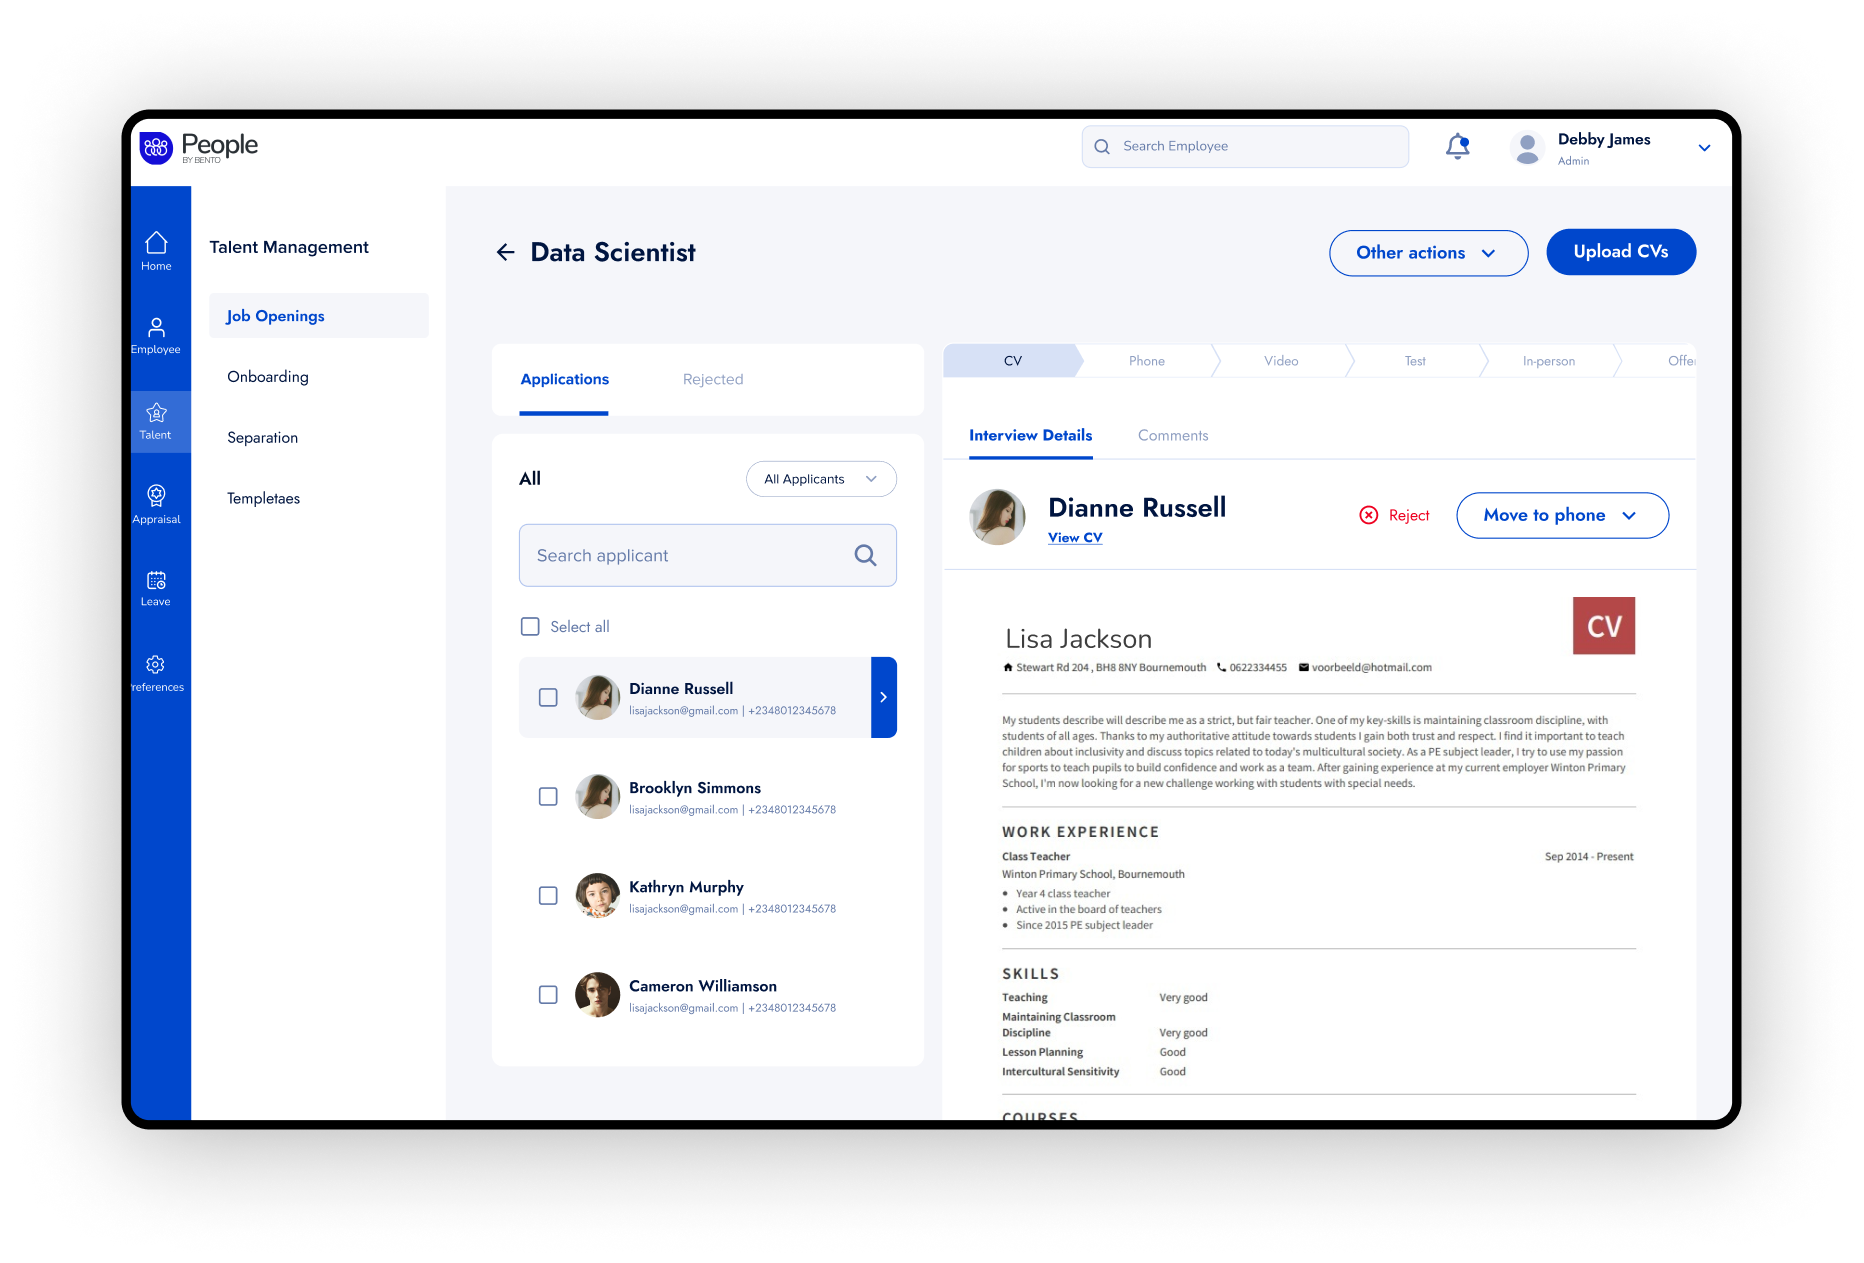 People
BY BENTO
Search Employee
Debby James
Admin
Home
Employee
Talent
Appraisal
Leave
references
Talent Management
Job Openings
Onboarding
Separation
Templetaes
Data Scientist
Other actions
Upload CVs
Applications
Rejected
All
All Applicants
Search applicant
Select all
Dianne Russell
lisajackson@gmail.com | +2348012345678
Brooklyn Simmons
lisajackson@gmail.com | +2348012345678
Kathryn Murphy
lisajackson@gmail.com | +2348012345678
Cameron Williamson
lisajackson@gmail.com | +2348012345678
CV
Phone
Video
Test
In-person
Offer
Interview Details
Comments
Dianne Russell
View CV
Reject
Move to phone
CV
Lisa Jackson
Stewart Rd 204 , BH8 8NY Bournemouth 0622334455 voorbeeld@hotmail.com
My students describe will describe me as a strict, but fair teacher. One of my key-skills is maintaining classroom discipline, with
students of all ages. Thanks to my authoritative attitude towards students I gain both trust and respect. I find it important to teach
children about inclusivity and discuss topics related to today's multicultural society. As a PE subject leader, I try to use my passion
for sports to teach pupils to build confidence and work as a team. After gaining experience at my current employer Winton Primary
School, I'm now looking for a new challenge working with students with special needs.
WORK EXPERIENCE
Class Teacher Sep 2014 - Present
Winton Primary School, Bournemouth
• Year 4 class teacher
• Active in the board of teachers
• Since 2015 PE subject leader
SKILLS
Teaching Very good
Maintaining Classroom
Discipline Very good
Lesson Planning Good
Intercultural Sensitivity Good
COURSES